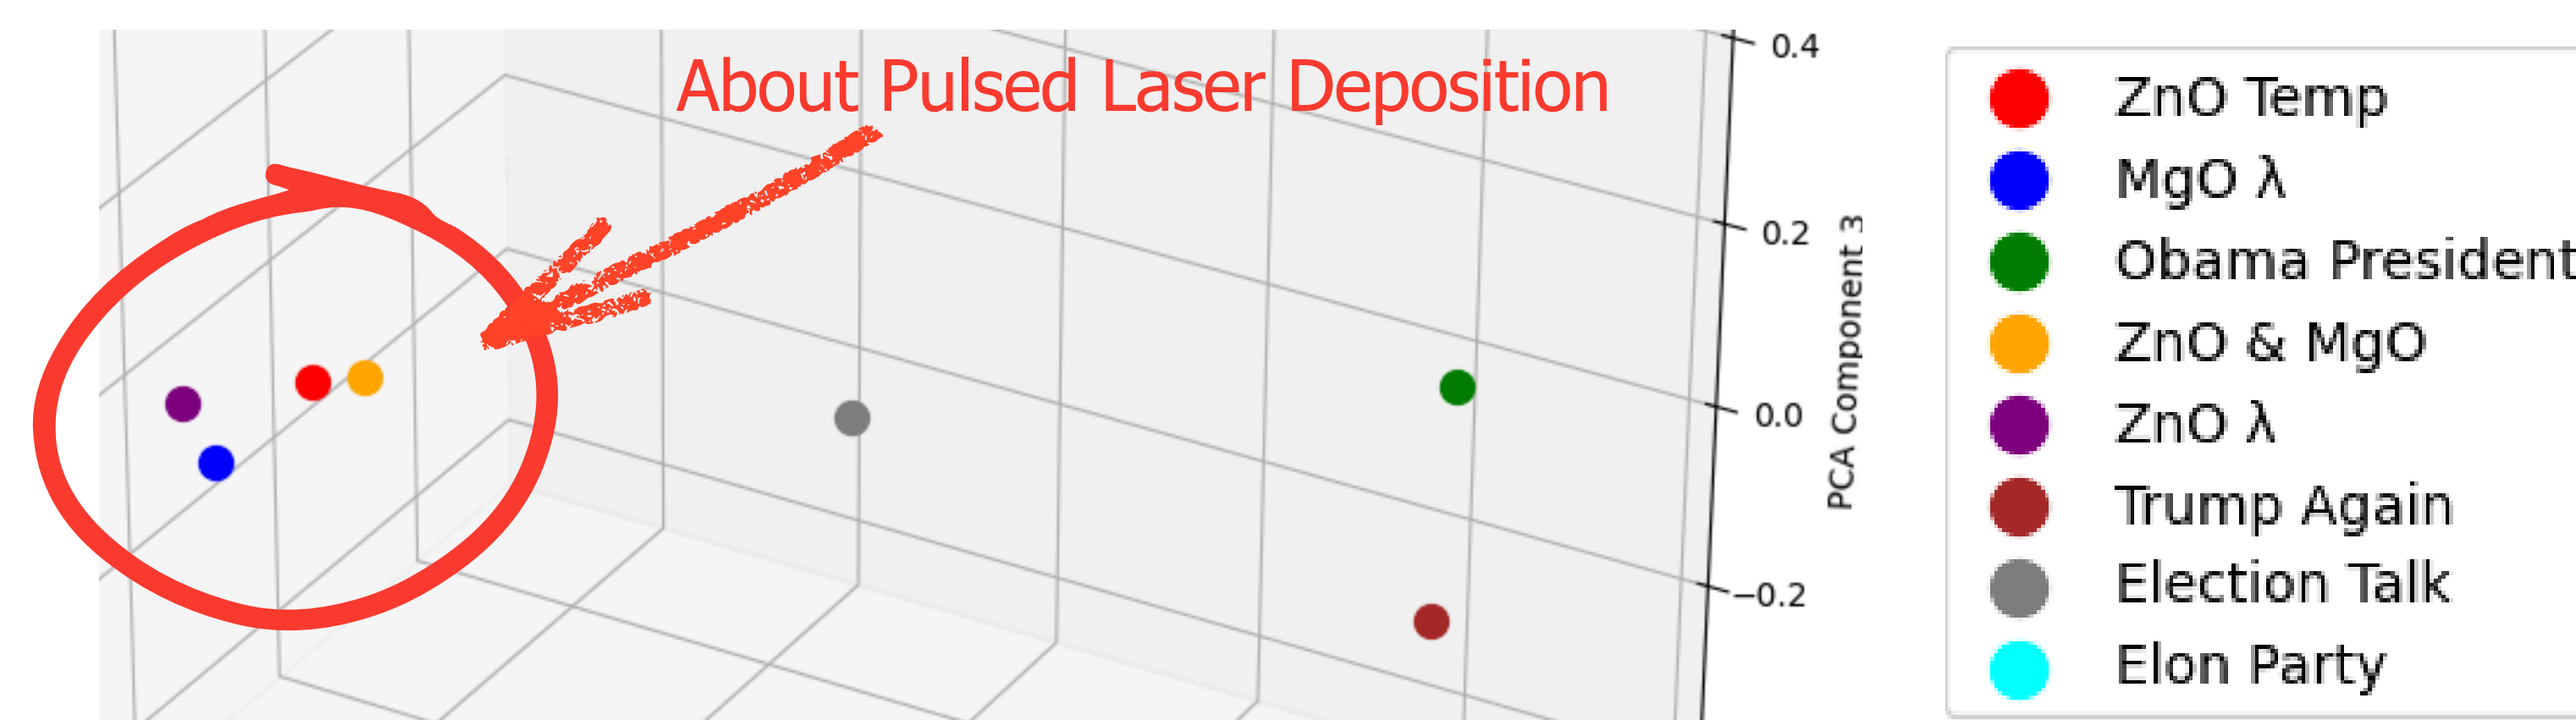 About Pulsed Laser Deposition
0.4
0.2
0.0
−0.2
PCA Component 3
ZnO Temp
MgO λ
Obama President
ZnO & MgO
ZnO λ
Trump Again
Election Talk
Elon Party